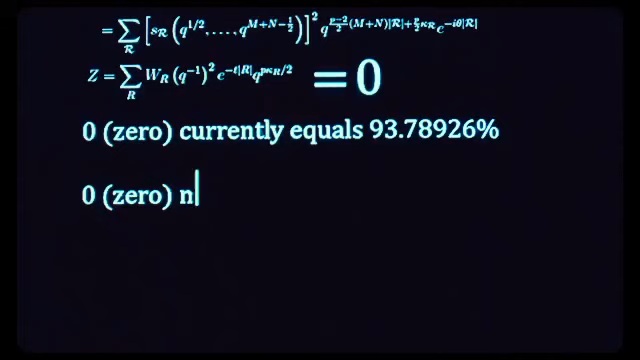 = ∑_ℛ [s_ℛ (q^{1/2}, ..., q^{M+N-1/2})]^2 q^{p-2/2 (M+N)|ℛ|+p/2 κ_ℛ} e^{-iθ|ℛ|}
Z = ∑_R W_R (q^{-1})^2 e^{-t|R|} q^{pκ_R/2} = 0
0 (zero) currently equals 93.78926%
0 (zero) n